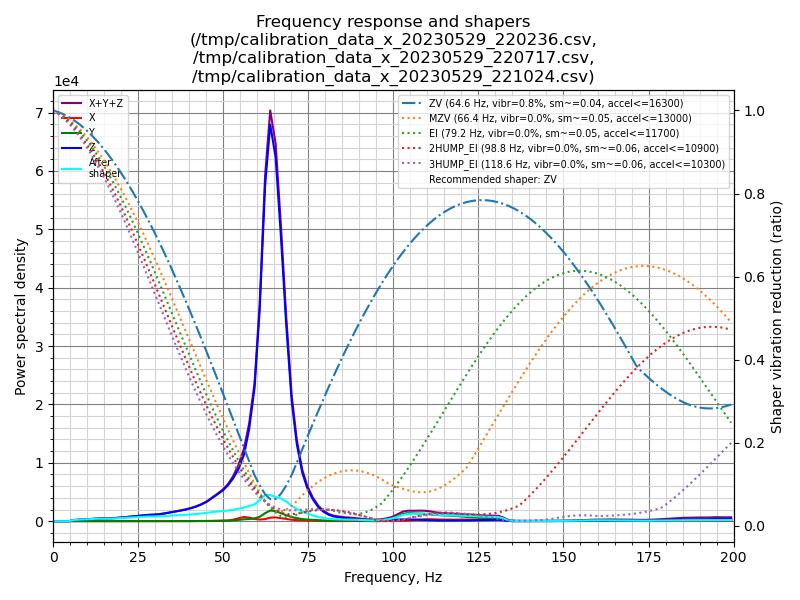 Frequency response and shapers
(/tmp/calibration_data_x_20230529_220236.csv,
/tmp/calibration_data_x_20230529_220717.csv,
/tmp/calibration_data_x_20230529_221024.csv)
1e4
X+Y+Z
X
Y
Z
After
shaper
ZV (64.6 Hz, vibr=0.8%, sm~=0.04, accel<=16300)
MZV (66.4 Hz, vibr=0.0%, sm~=0.05, accel<=13000)
EI (79.2 Hz, vibr=0.0%, sm~=0.05, accel<=11700)
2HUMP_EI (98.8 Hz, vibr=0.0%, sm~=0.06, accel<=10900)
3HUMP_EI (118.6 Hz, vibr=0.0%, sm~=0.06, accel<=10300)
Recommended shaper: ZV
7
6
5
4
3
2
1
0
Power spectral density
1.0
0.8
0.6
0.4
0.2
0.0
Shaper vibration reduction (ratio)
0 25 50 75 100 125 150 175 200
Frequency, Hz